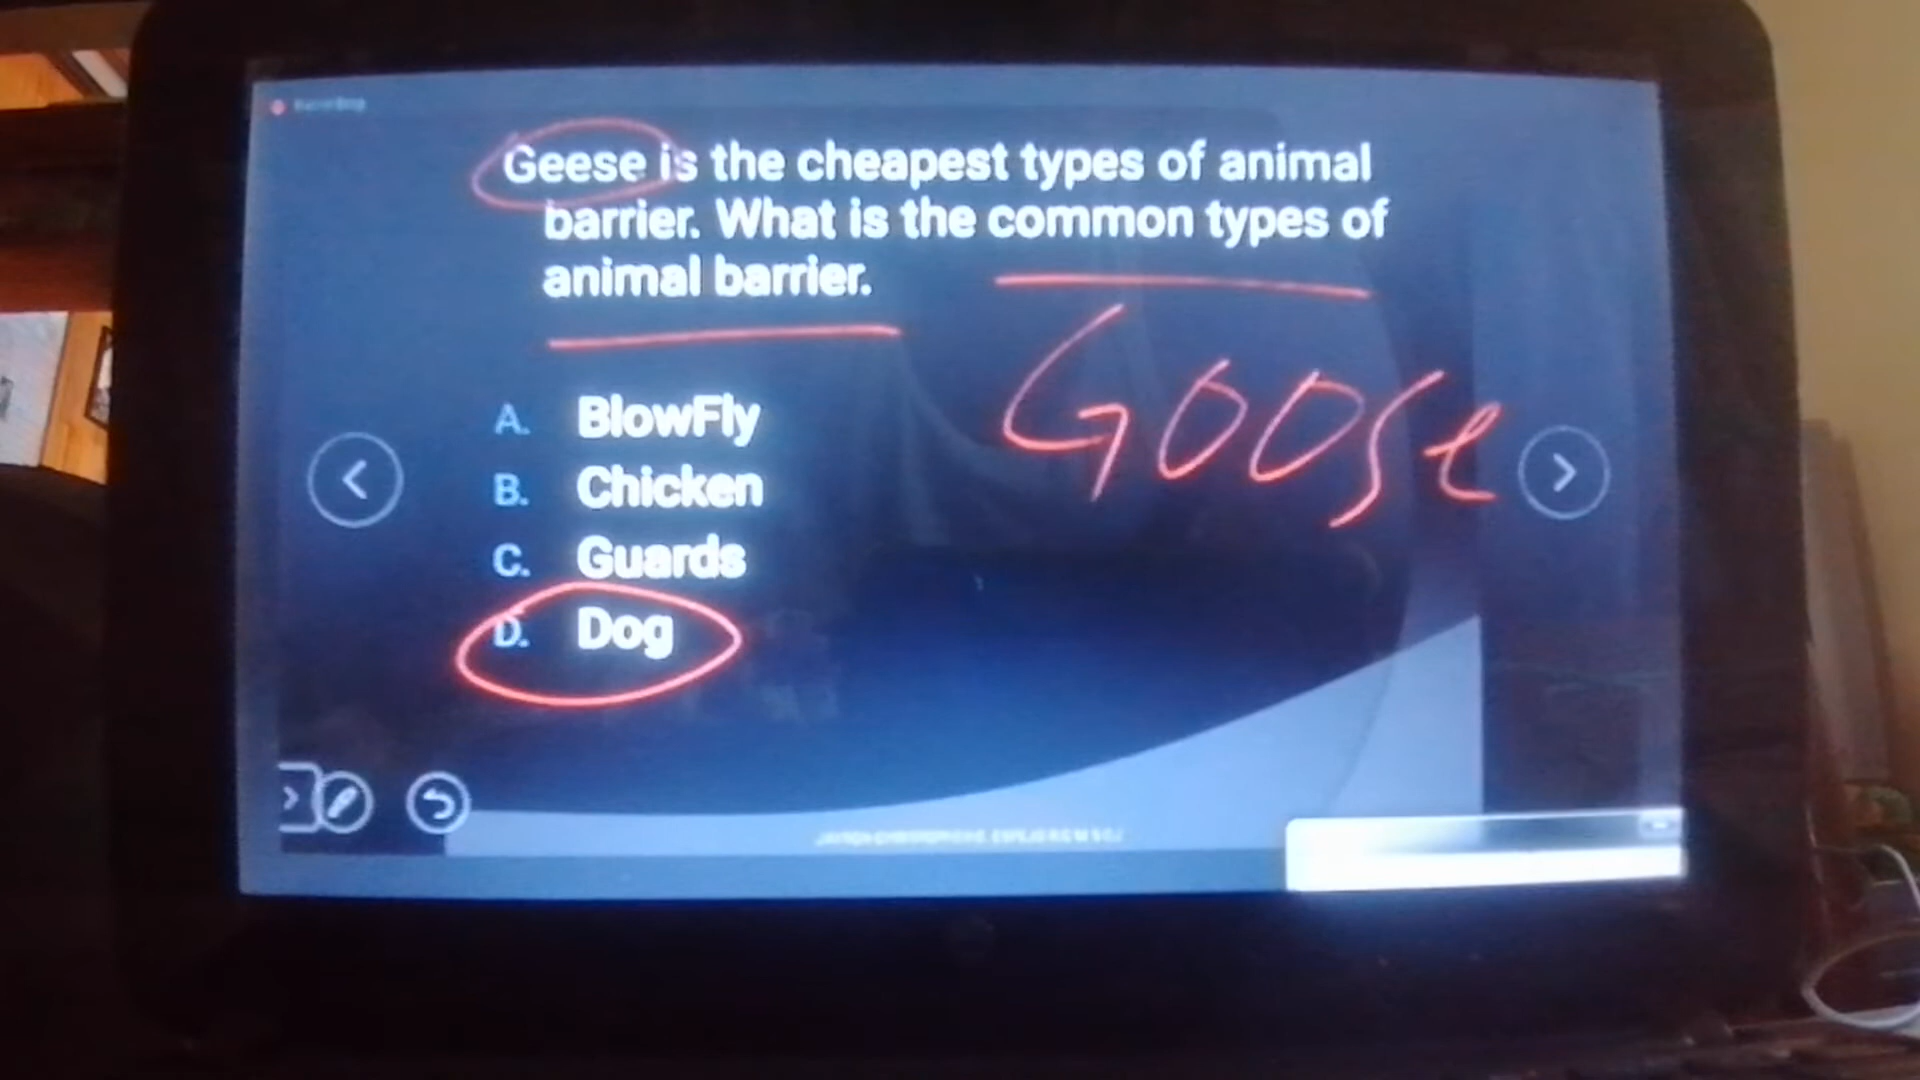 Recording
Geese is the cheapest types of animal
barrier. What is the common types of
animal barrier.
Goose
A. BlowFly
B. Chicken
C. Guards
D. Dog